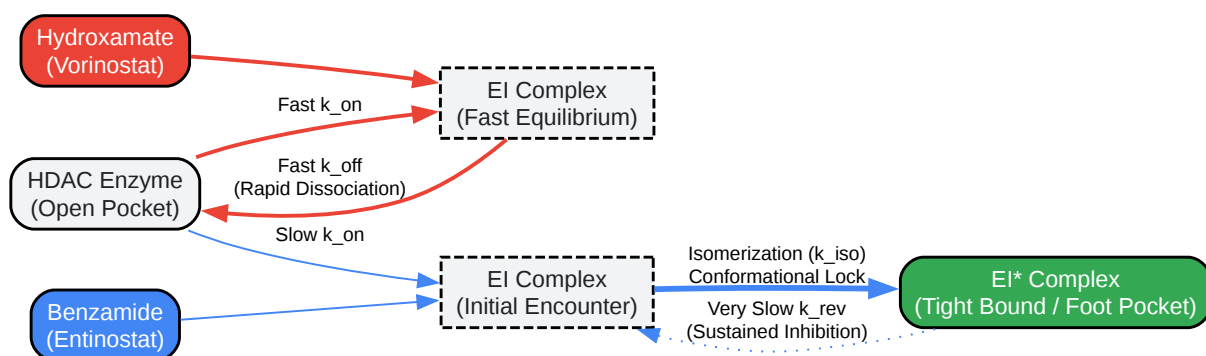 Hydroxamate
(Vorinostat)
EI Complex
(Fast Equilibrium)
Fast k_on
HDAC Enzyme
(Open Pocket)
Fast k_off
(Rapid Dissociation)
Slow k_on
Benzamide
(Entinostat)
EI Complex
(Initial Encounter)
Isomerization (k_iso)
Conformational Lock
Very Slow k_rev
(Sustained Inhibition)
EI* Complex
(Tight Bound / Foot Pocket)